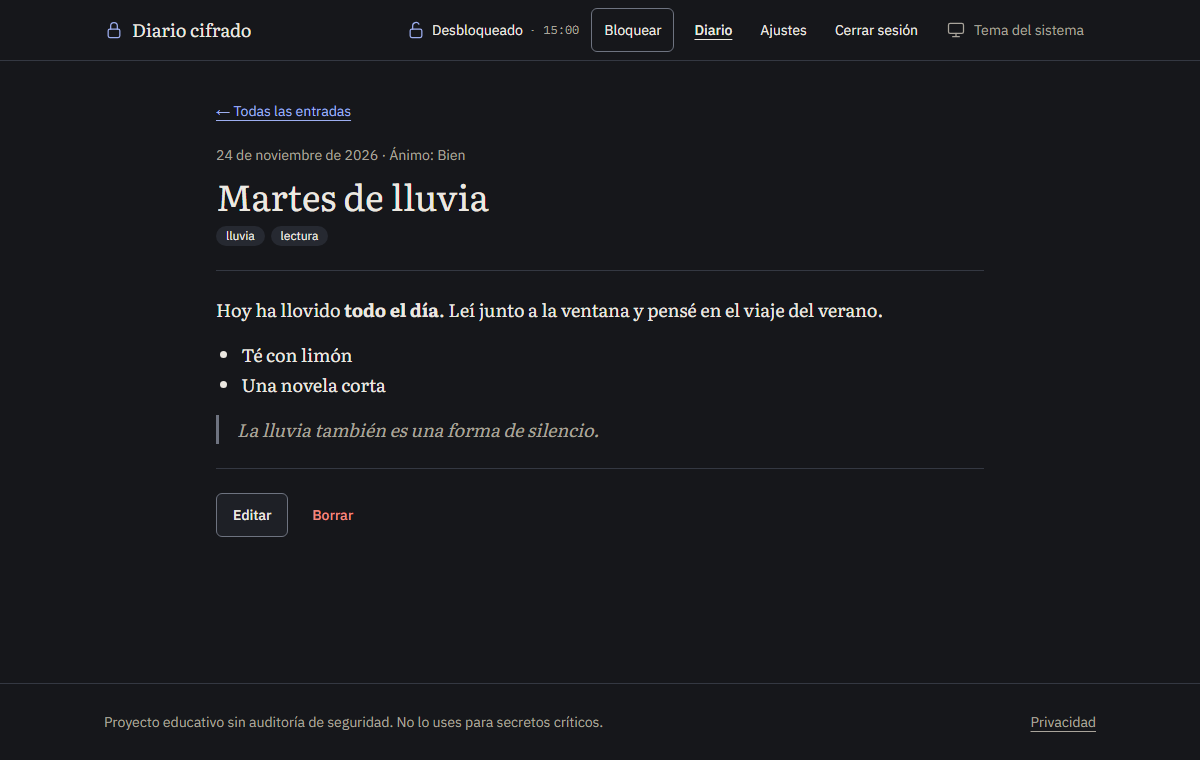 Diario cifrado
Desbloqueado · 15:00 Bloquear Diario Ajustes Cerrar sesión Tema del sistema
← Todas las entradas
24 de noviembre de 2026 · Ánimo: Bien
Martes de lluvia
lluvia lectura
Hoy ha llovido todo el día. Leí junto a la ventana y pensé en el viaje del verano.
• Té con limón
• Una novela corta
La lluvia también es una forma de silencio.
Editar Borrar
Proyecto educativo sin auditoría de seguridad. No lo uses para secretos críticos. Privacidad